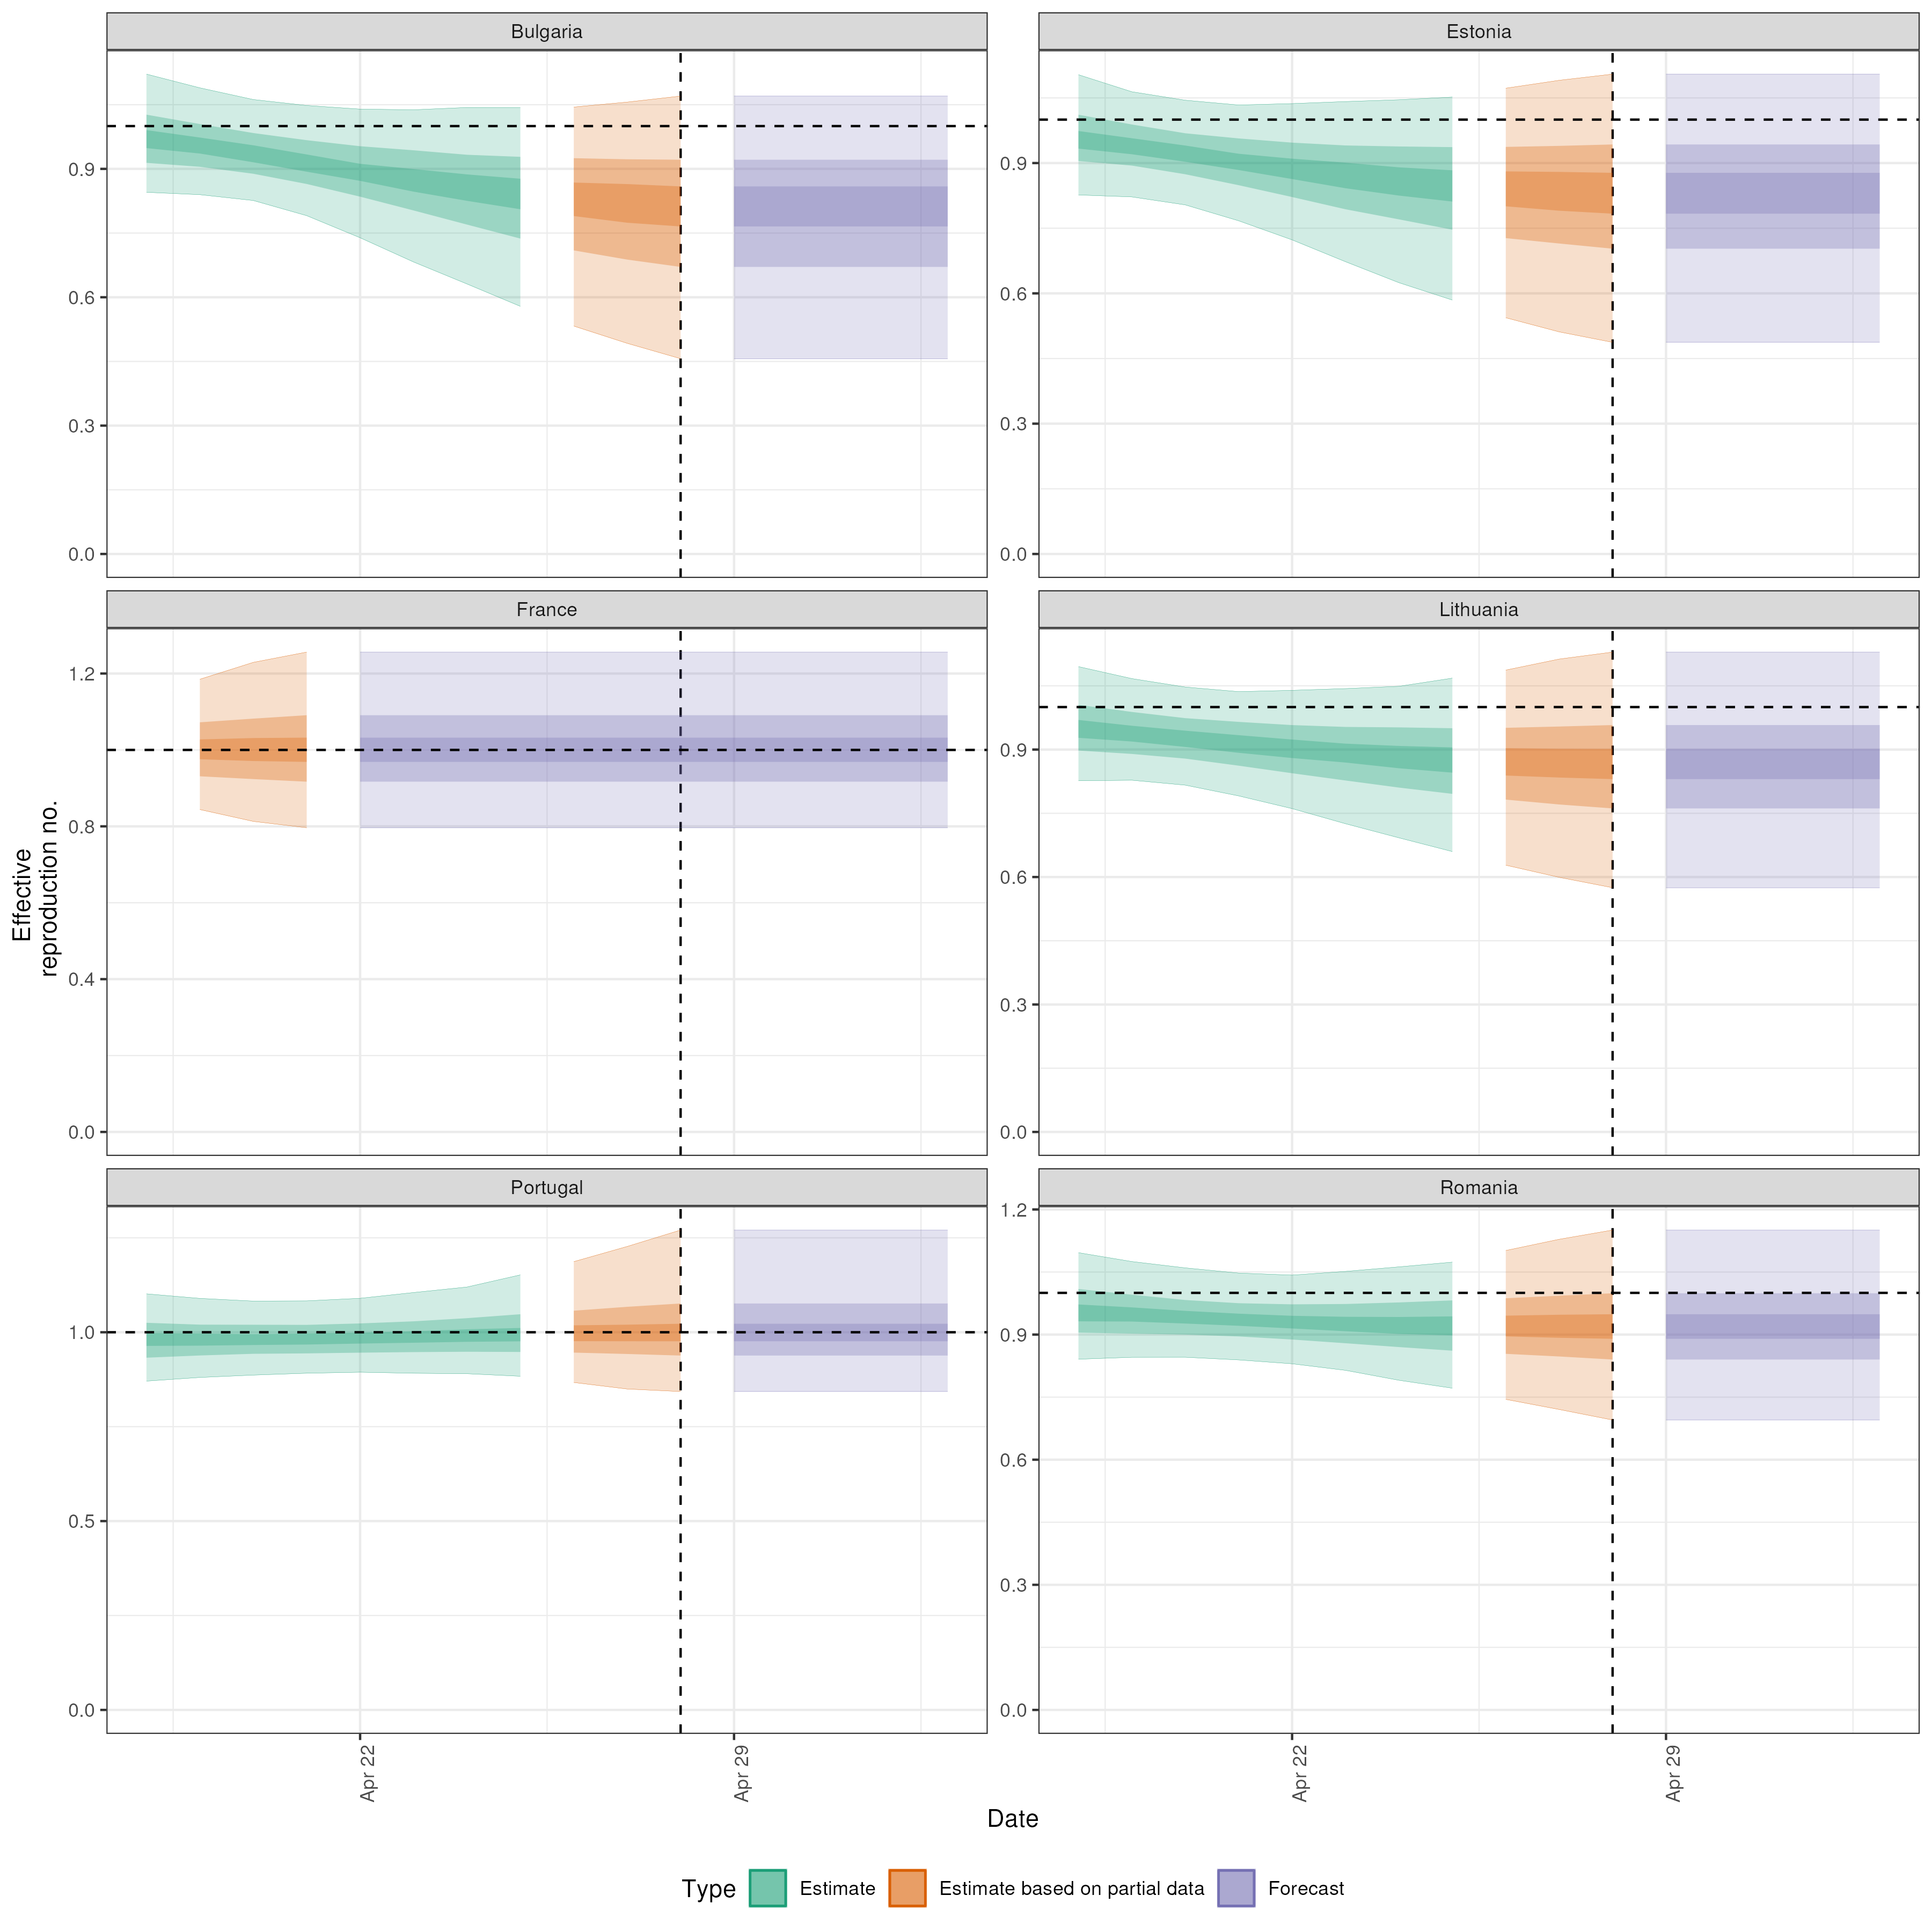 Bulgaria
Estonia
0.9
0.6
0.3
0.0
0.9
0.6
0.3
0.0
France
Lithuania
1.2
0.8
0.4
0.0
0.9
0.6
0.3
0.0
Effective
reproduction no.
Portugal
Romania
1.0
0.5
0.0
1.2
0.9
0.6
0.3
0.0
Apr 22
Apr 29
Apr 22
Apr 29
Date
Type
Estimate
Estimate based on partial data
Forecast